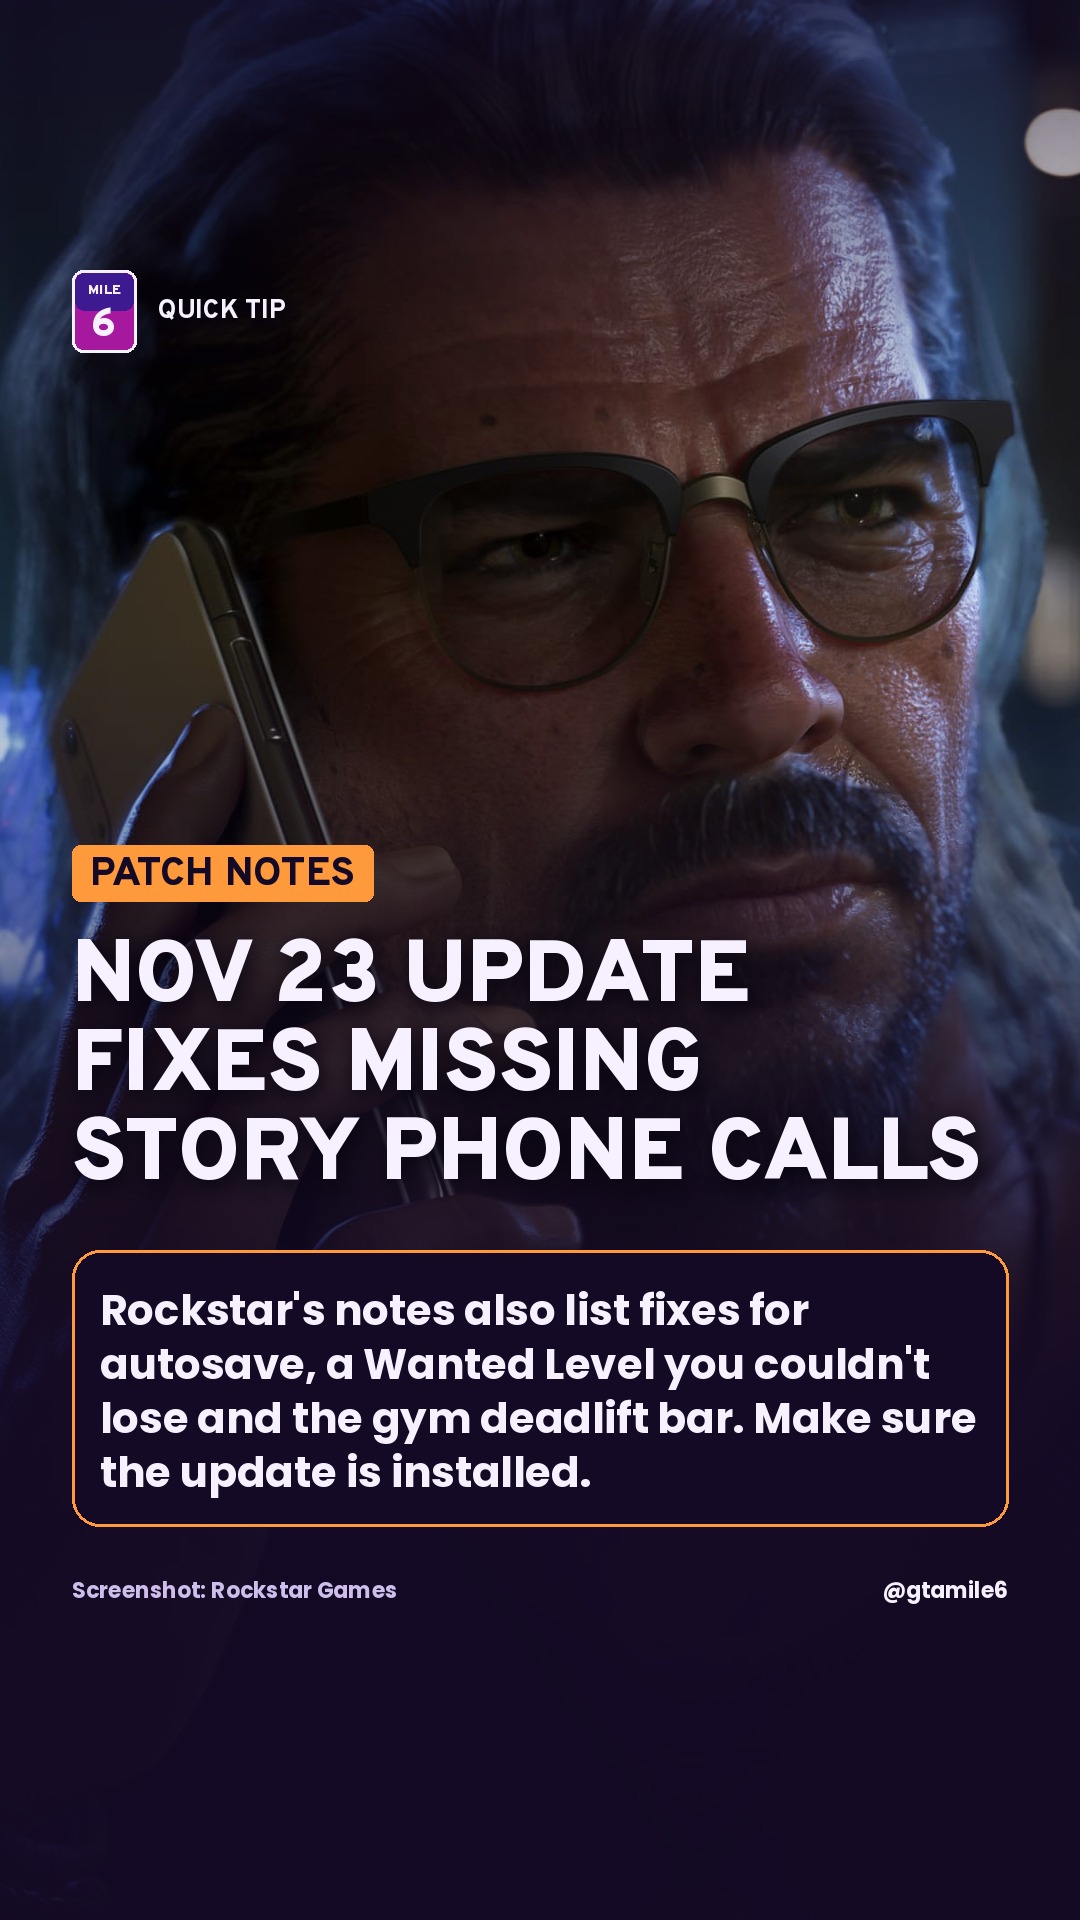 MILE
6
QUICK TIP
PATCH NOTES
NOV 23 UPDATE
FIXES MISSING
STORY PHONE CALLS
Rockstar's notes also list fixes for
autosave, a Wanted Level you couldn't
lose and the gym deadlift bar. Make sure
the update is installed.
Screenshot: Rockstar Games
@gtamile6